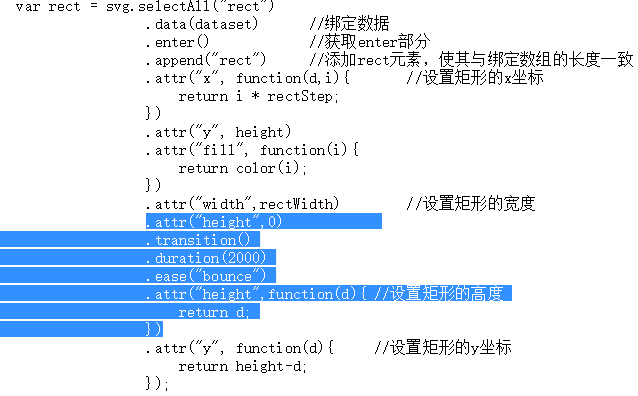 var rect = svg.selectAll("rect")
.data(dataset) //绑定数据
.enter() //获取enter部分
.append("rect") //添加rect元素，使其与绑定数组的长度一致
.attr("x", function(d,i){ //设置矩形的x坐标
return i * rectStep;
})
.attr("y", height)
.attr("fill", function(i){
return color(i);
})
.attr("width",rectWidth) //设置矩形的宽度
.attr("height",0)
.transition()
.duration(2000)
.ease("bounce")
.attr("height",function(d){ //设置矩形的高度
return d;
})
.attr("y", function(d){ //设置矩形的y坐标
return height-d;
});